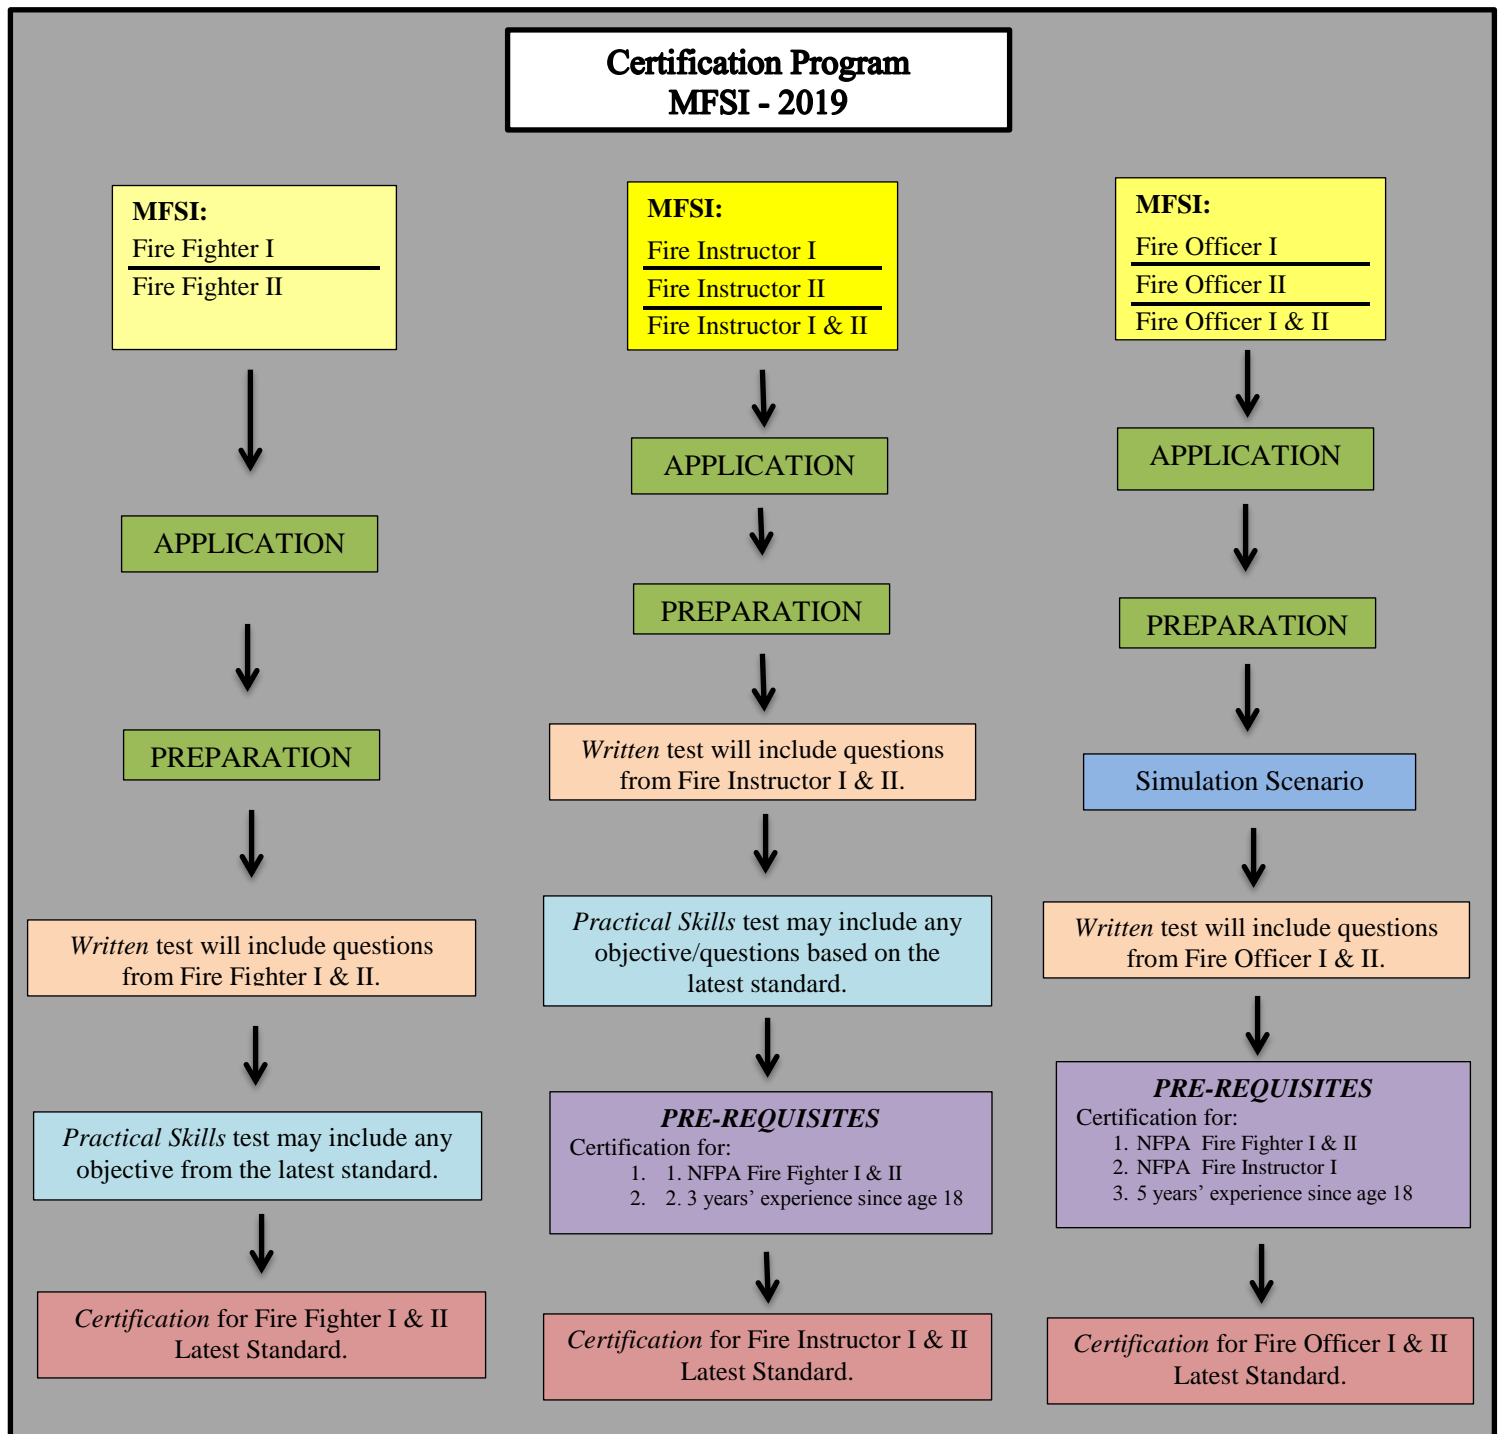 Certification Program
MFSI - 2019
MFSI:
Fire Fighter I
Fire Fighter II
APPLICATION
PREPARATION
Written test will include questions
from Fire Fighter I & II.
Practical Skills test may include any
objective from the latest standard.
Certification for Fire Fighter I & II
Latest Standard.
MFSI:
Fire Instructor I
Fire Instructor II
Fire Instructor I & II
APPLICATION
PREPARATION
Written test will include questions
from Fire Instructor I & II.
Practical Skills test may include any
objective/questions based on the
latest standard.
PRE-REQUISITES
Certification for:
1. 1. NFPA Fire Fighter I & II
2. 2. 3 years’ experience since age 18
Certification for Fire Instructor I & II
Latest Standard.
MFSI:
Fire Officer I
Fire Officer II
Fire Officer I & II
APPLICATION
PREPARATION
Simulation Scenario
Written test will include questions
from Fire Officer I & II.
PRE-REQUISITES
Certification for:
1. NFPA Fire Fighter I & II
2. NFPA Fire Instructor I
3. 5 years’ experience since age 18
Certification for Fire Officer I & II
Latest Standard.